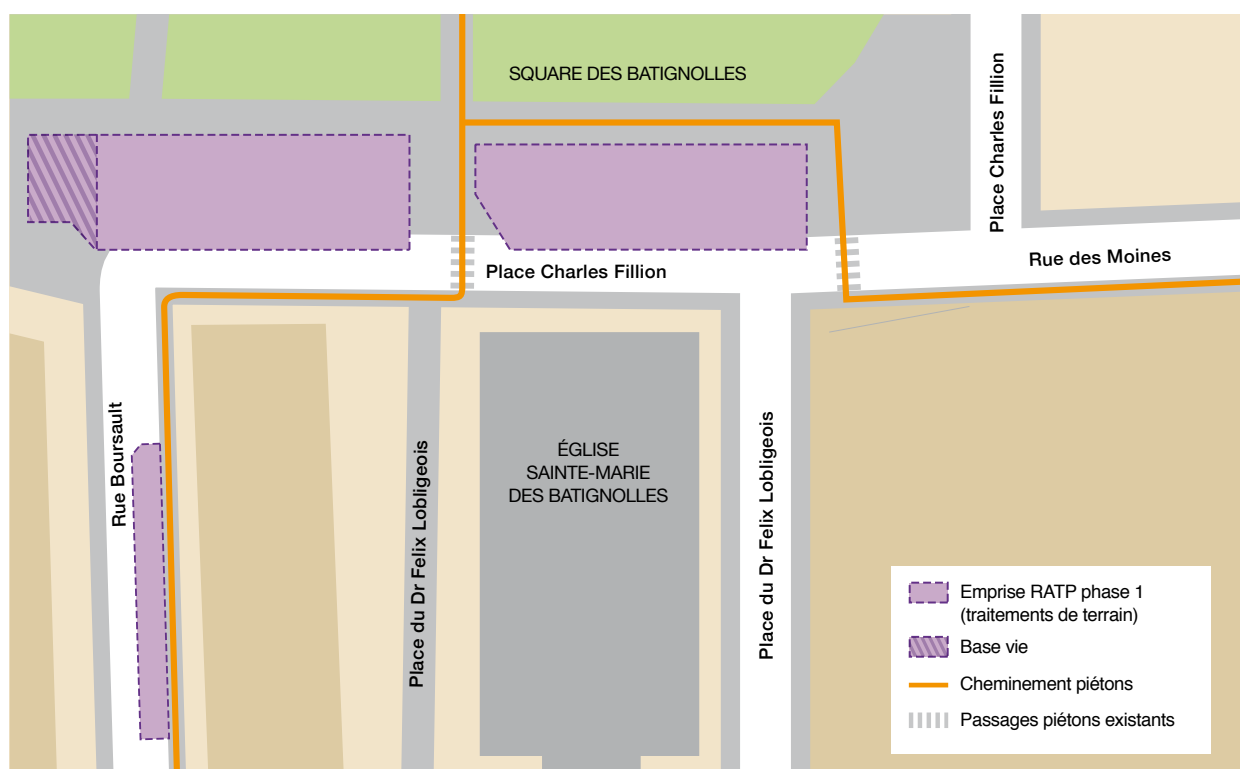 SQUARE DES BATIGNOLLES
Place Charles Fillion
Place Charles Fillion
Rue des Moines
Rue Boursault
Place du Dr Felix Lobligeois
ÉGLISE
SAINTE-MARIE
DES BATIGNOLLES
Place du Dr Felix Lobligeois
Emprise RATP phase 1
(traitements de terrain)
Base vie
Cheminement piétons
Passages piétons existants